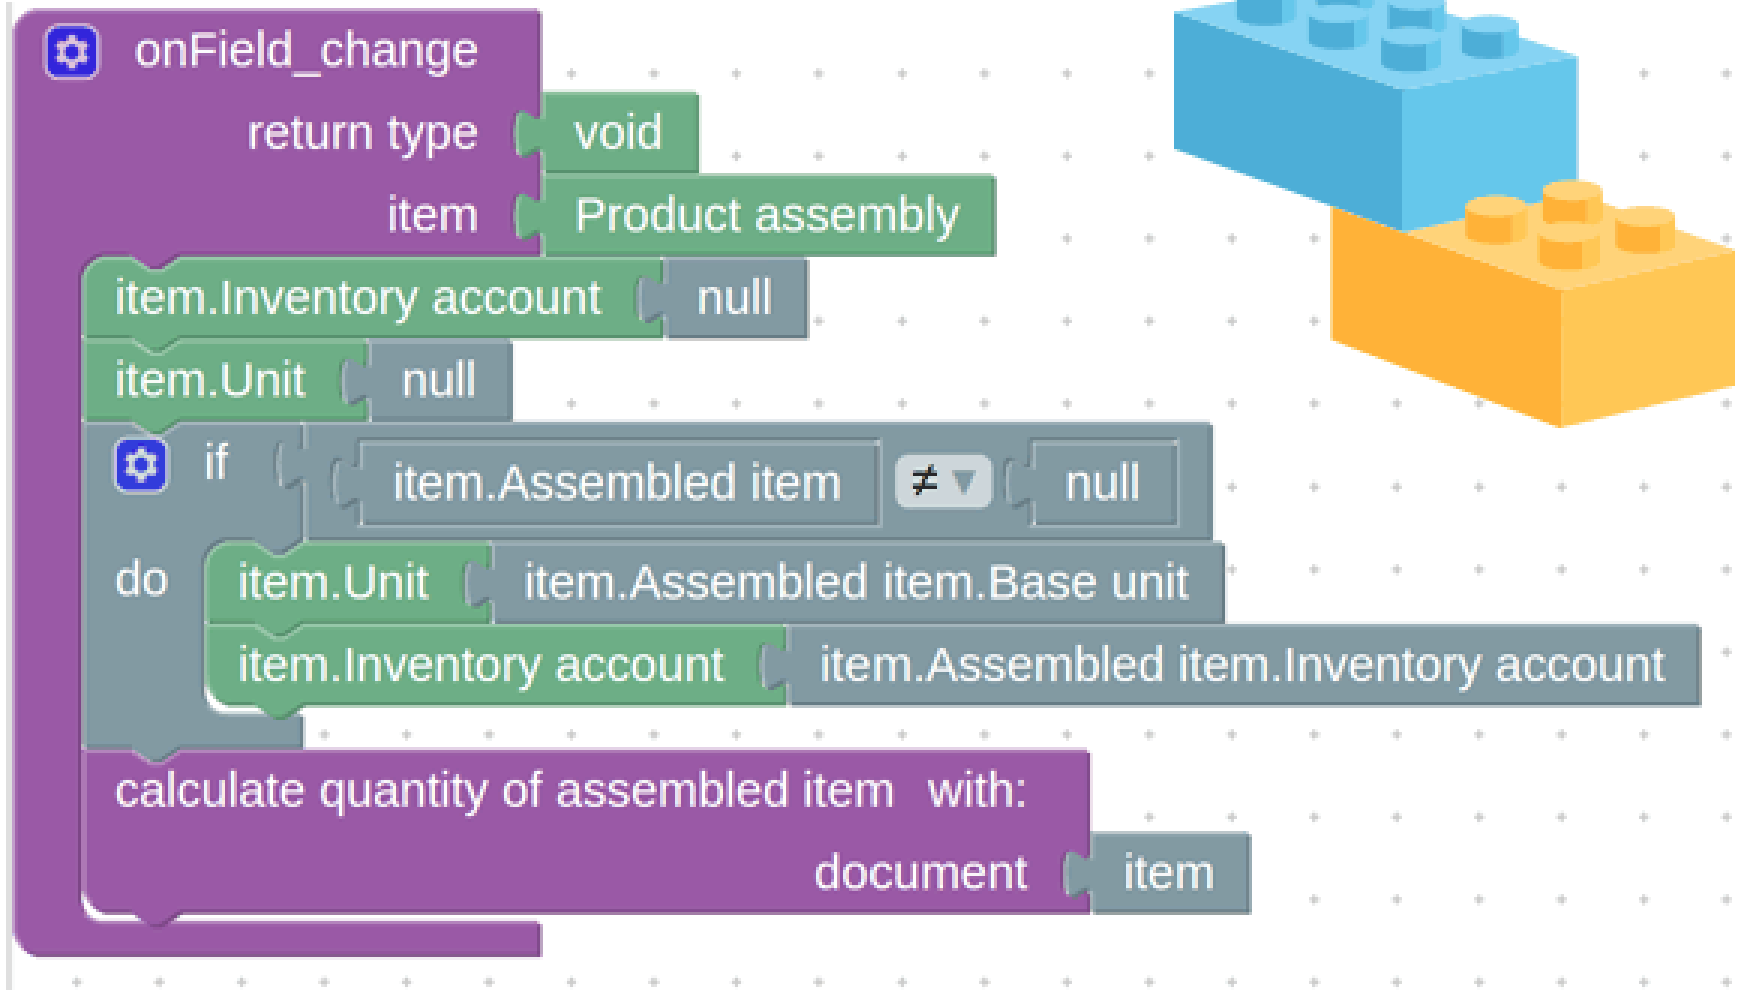 onField_change
return type void
item Product assembly
item.Inventory account null
item.Unit null
if item.Assembled item ≠ ▼ null
do item.Unit item.Assembled item.Base unit
item.Inventory account item.Assembled item.Inventory account
calculate quantity of assembled item with:
document item